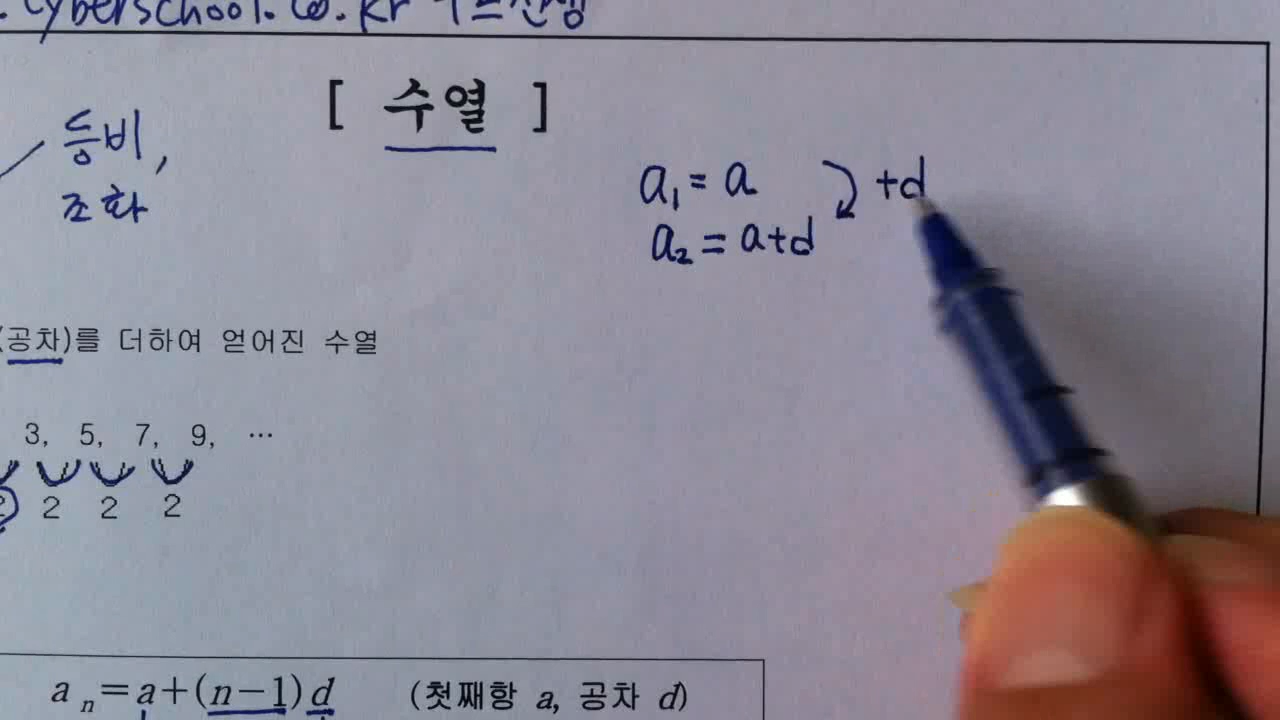 .cyberschool.co.kr
[ 수열 ]
등비,
조화
a₁ = a
+d
a₂ = a+d
(공차)를 더하여 얻어진 수열
3, 5, 7, 9, …
2 2 2 2
aₙ=a+(n−1)d (첫째항 a, 공차 d)